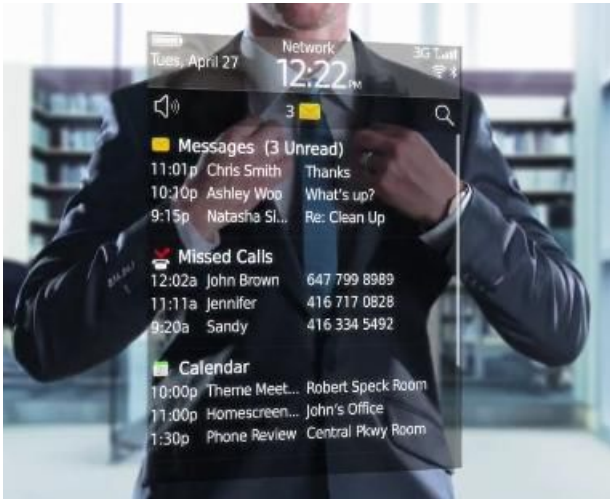 Network
3G
Tues, April 27
12:22 PM
3
Messages (3 Unread)
11:01p Chris Smith Thanks
10:10p Ashley Woo What's up?
9:15p Natasha Si... Re: Clean Up
Missed Calls
12:02a John Brown 647 799 8989
11:11a Jennifer 416 717 0828
9:20a Sandy 416 334 5492
Calendar
10:00p Theme Meet... Robert Speck Room
11:00p Homescreen... John's Office
1:30p Phone Review Central Pkwy Room